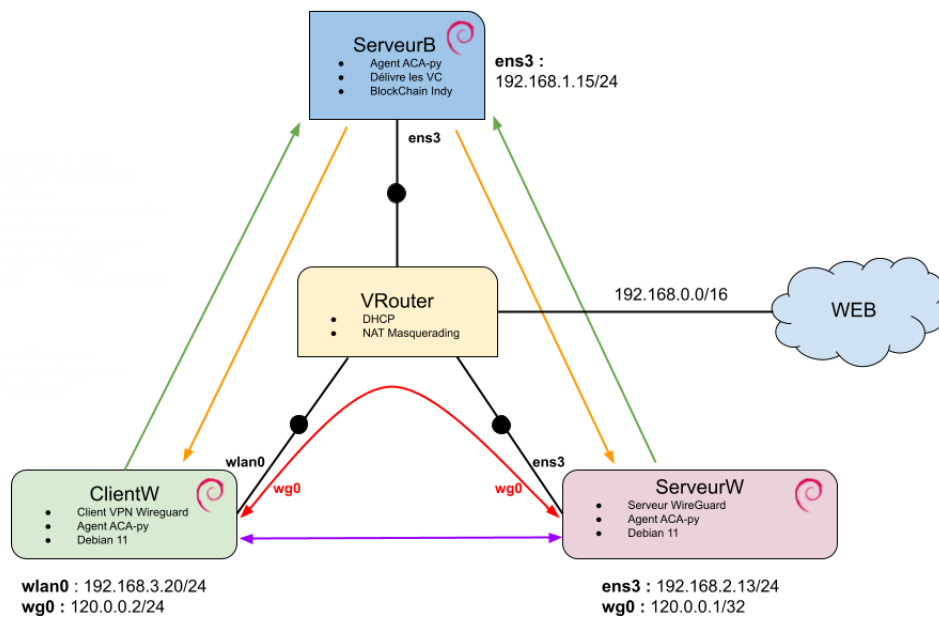 ServeurB
● Agent ACA-py
● Délivre les VC
● BlockChain Indy
ens3 :
192.168.1.15/24
ens3
VRouter
● DHCP
● NAT Masquerading
192.168.0.0/16
WEB
wlan0
ens3
wg0
wg0
ClientW
● Client VPN Wireguard
● Agent ACA-py
● Debian 11
ServeurW
● Serveur WireGuard
● Agent ACA-py
● Debian 11
wlan0 : 192.168.3.20/24
wg0 : 120.0.0.2/24
ens3 : 192.168.2.13/24
wg0 : 120.0.0.1/32